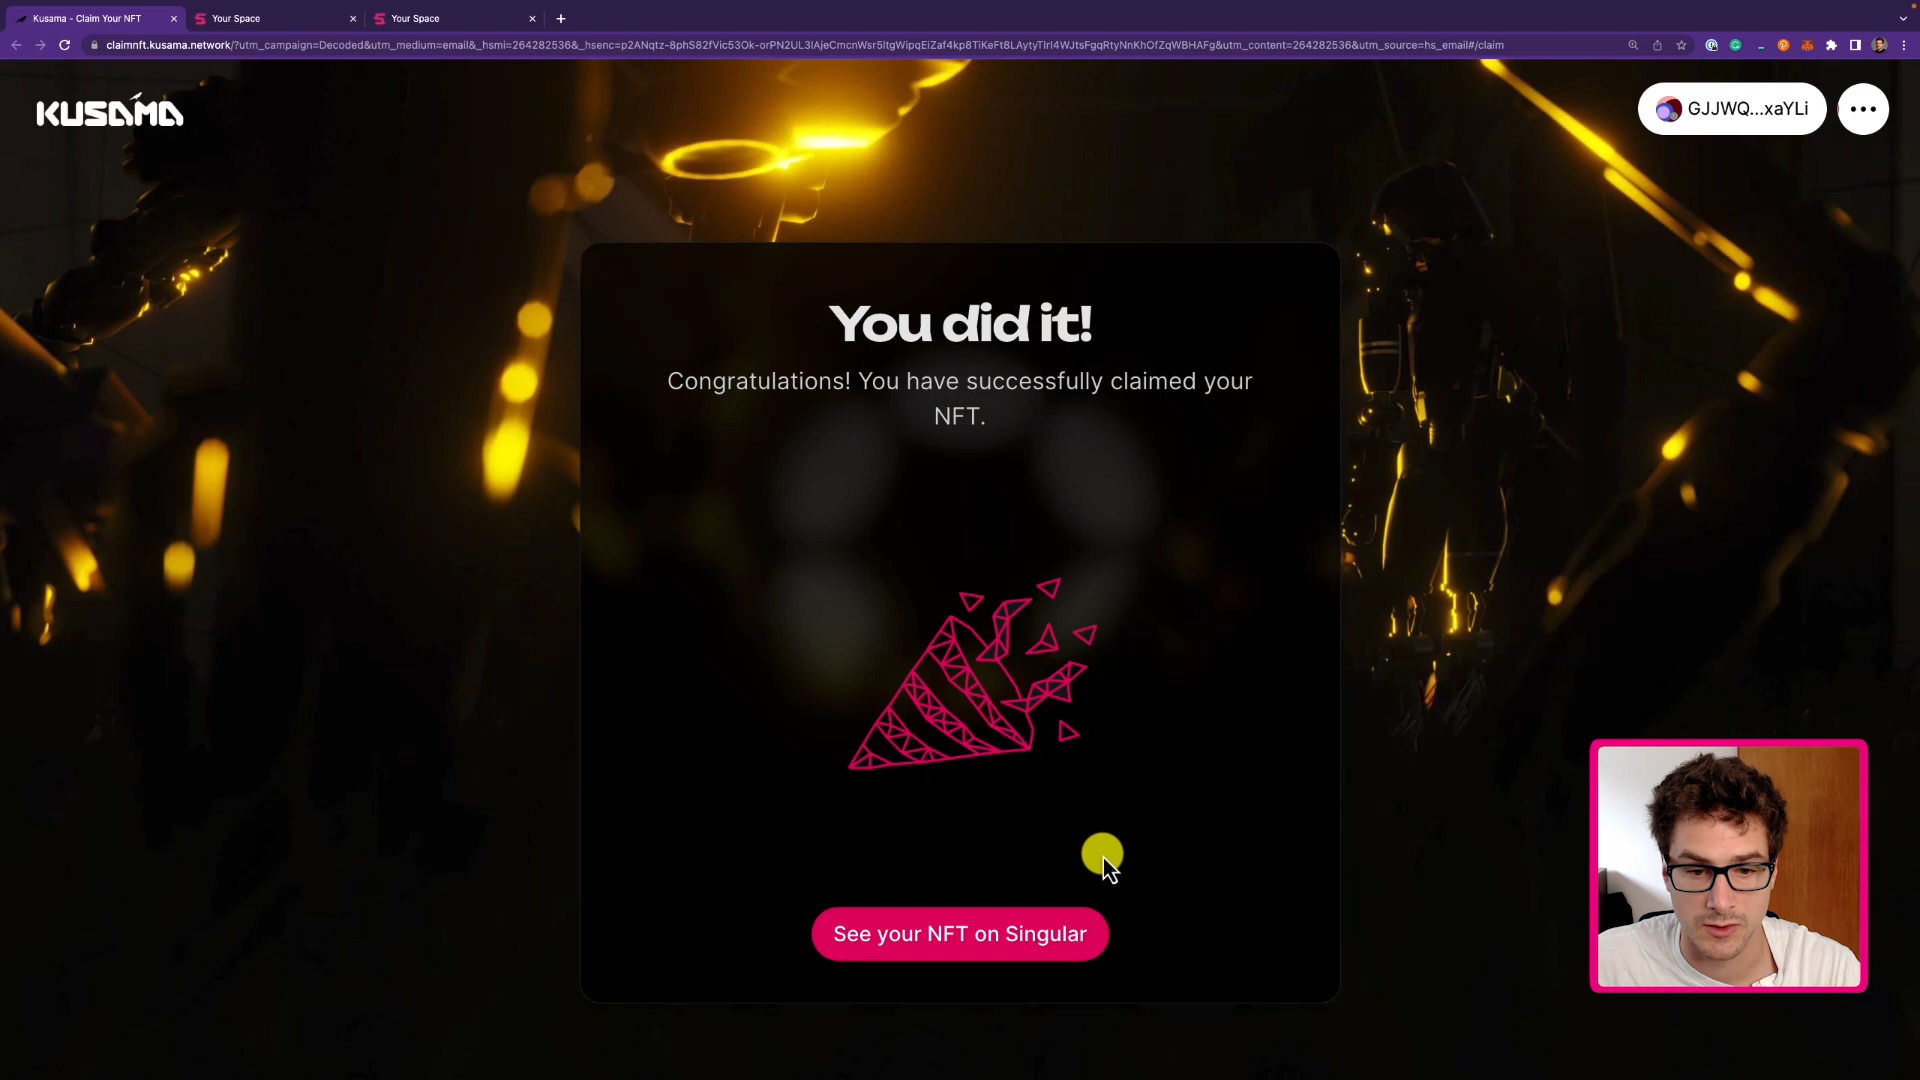 Kusama - Claim Your NFT
Your Space
Your Space
claimnft.kusama.network/?utm_campaign=Decoded&utm_medium=email&_hsmi=264282536&_hsenc=p2ANqtz-8phS82fVic53Ok-orPN2UL3lAjeCmcnWsr5ltgWipqEiZaf4kp8TiKeFt8LAytyTIrl4WJtsFgqRtyNnKhOfZqWBHAFg&utm_content=264282536&utm_source=hs_email#/claim
KUSAMA
GJJWQ...xaYLi
You did it!
Congratulations! You have successfully claimed your
NFT.
See your NFT on Singular